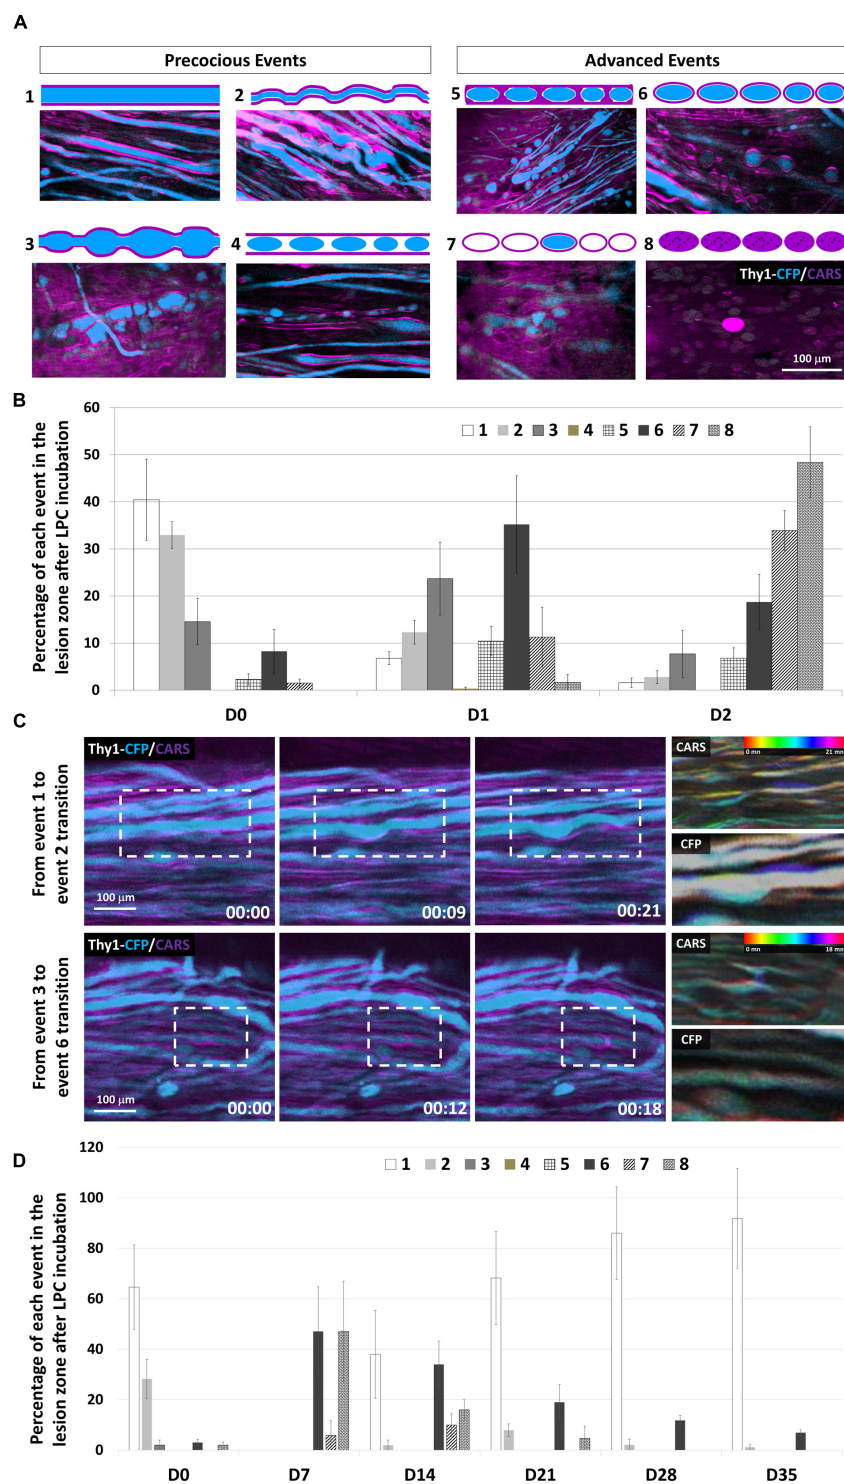 A
Precocious Events
Advanced Events
1
2
5
6
3
4
7
8
Thy1-CFP/CARS
100 µm
B
Percentage of each event in the
lesion zone after LPC incubation
60
50
40
30
20
10
0
1 2 3 4 5 6 7 8
D0 D1 D2
C
From event 1 to
event 2 transition
Thy1-CFP/CARS
100 µm
00:00
00:09
00:21
CARS
0 mn 21 mn
CFP
From event 3 to
event 6 transition
Thy1-CFP/CARS
100 µm
00:00
00:12
00:18
CARS
0 mn 18 mn
CFP
D
Percentage of each event in the
lesion zone after LPC incubation
120
100
80
60
40
20
0
1 2 3 4 5 6 7 8
D0 D7 D14 D21 D28 D35